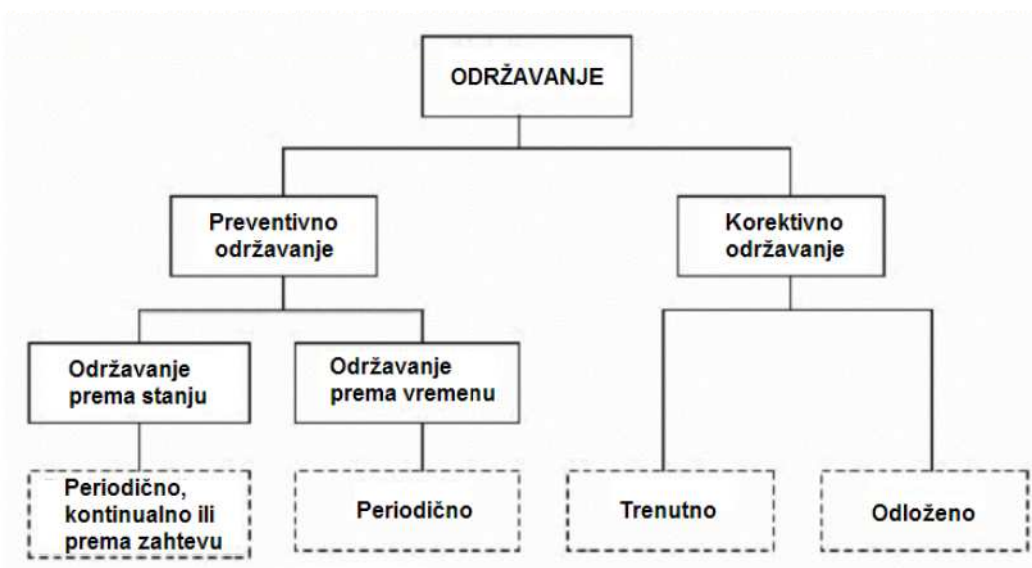 ODRŽAVANJE
Preventivno
održavanje
Korektivno
održavanje
Održavanje
prema stanju
Održavanje
prema vremenu
Periodično,
kontinualno ili
prema zahtevu
Periodično
Trenutno
Odloženo